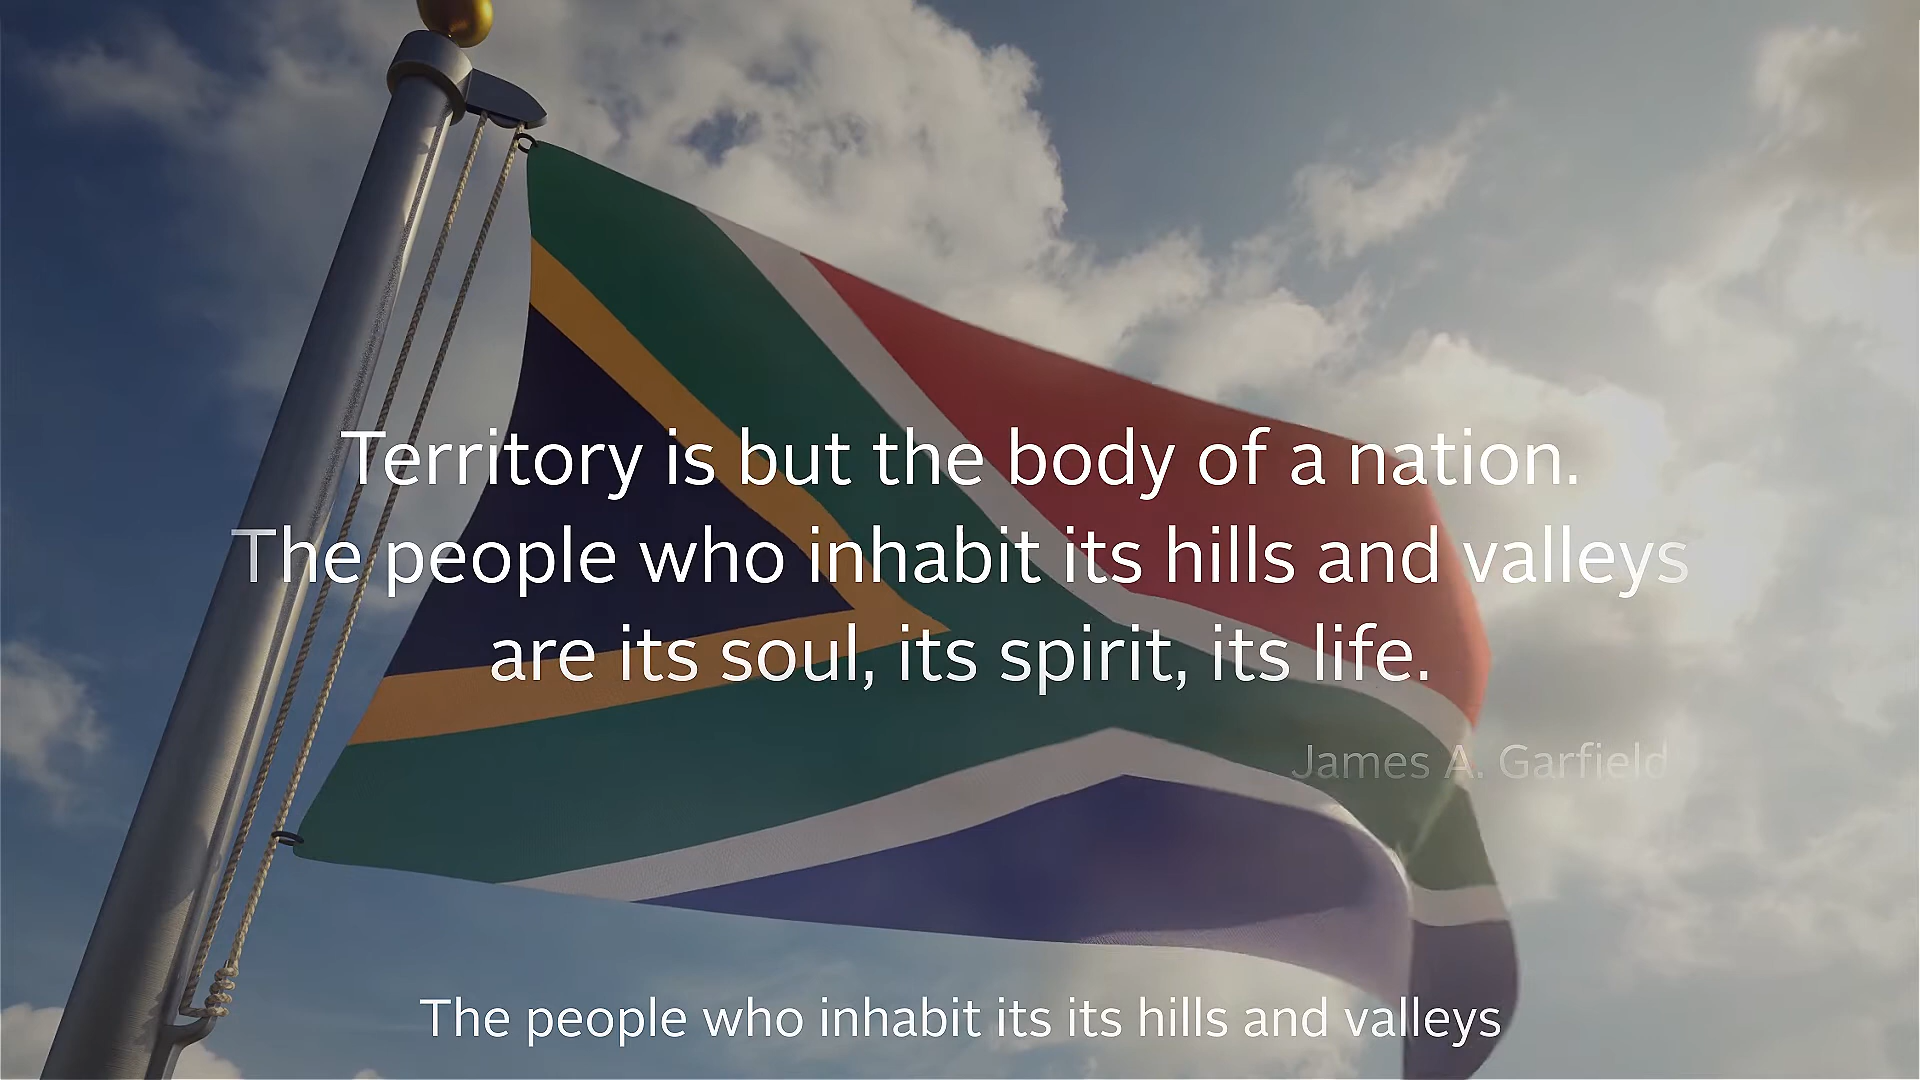 Territory is but the body of a nation.
The people who inhabit its hills and valleys
are its soul, its spirit, its life.
James A. Garfield
The people who inhabit its its hills and valleys